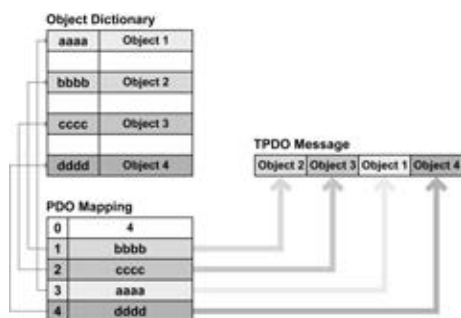 Object Dictionary
aaaa Object 1
bbbb Object 2
cccc Object 3
dddd Object 4
TPDO Message
Object 2 Object 3 Object 1 Object 4
PDO Mapping
0 4
1 bbbb
2 cccc
3 aaaa
4 dddd